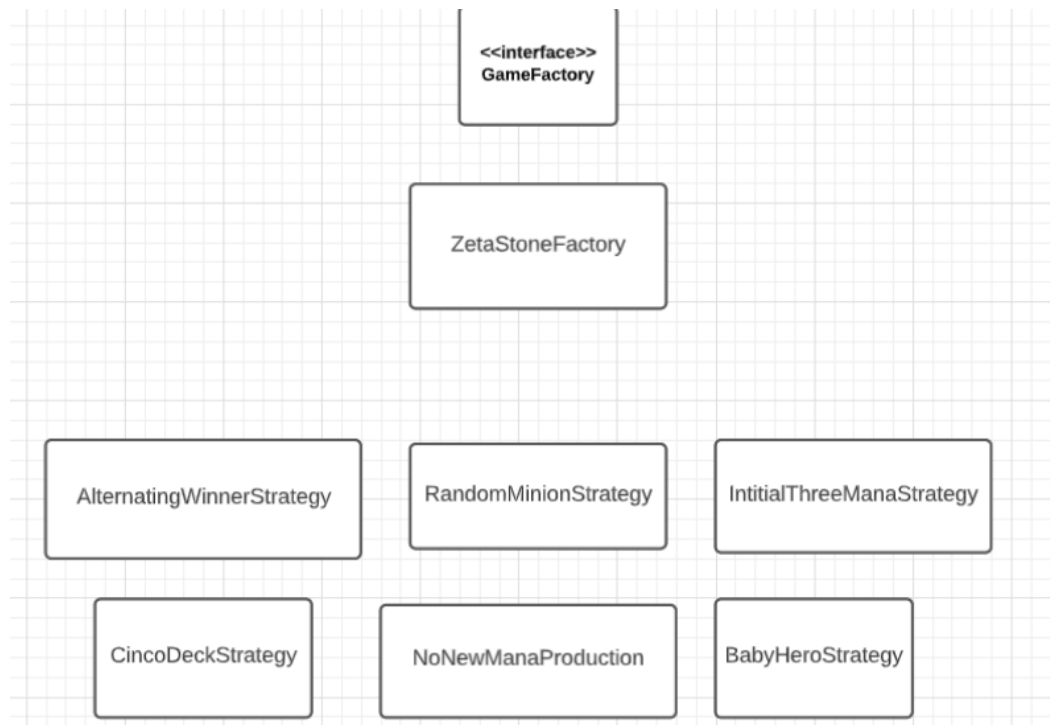 <<interface>>
GameFactory
ZetaStoneFactory
AlternatingWinnerStrategy
RandomMinionStrategy
IntitialThreeManaStrategy
CincoDeckStrategy
NoNewManaProduction
BabyHeroStrategy